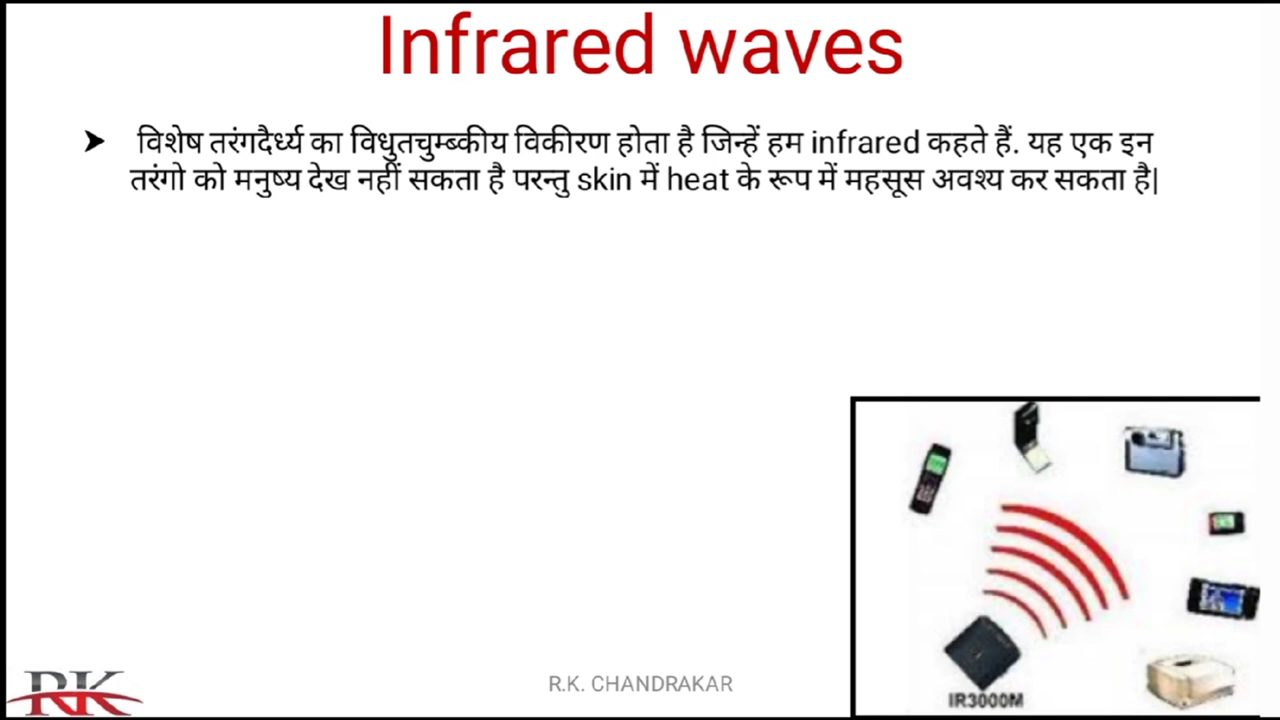 Infrared waves
➤ विशेष तरंगदैर्ध्य का विधुतचुम्ब्कीय विकीरण होता है जिन्हें हम infrared कहते हैं. यह एक इन
तरंगो को मनुष्य देख नहीं सकता है परन्तु skin में heat के रूप में महसूस अवश्य कर सकता है|
IR3000M
RK
R.K. CHANDRAKAR